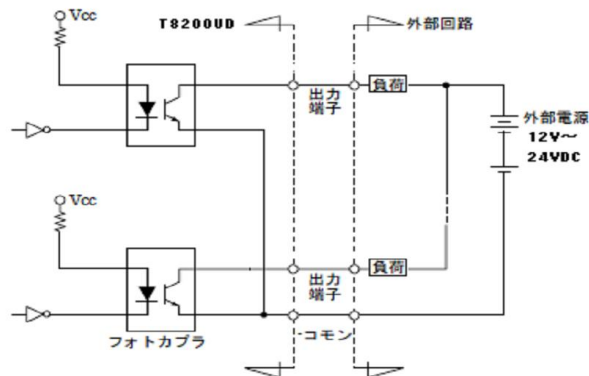 Vcc
T8200UD
外部回路
出力
端子
負荷
外部電源
12V～
24VDC
Vcc
出力
端子
負荷
フォトカプラ
-コモン